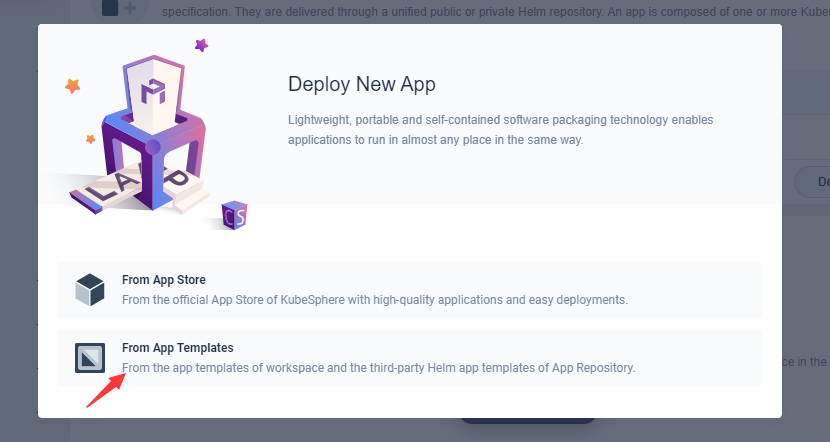 specification. They are delivered through a unified public or private Helm repository. An app is composed of one or more Kube
Deploy New App
Lightweight, portable and self-contained software packaging technology enables
applications to run in almost any place in the same way.
De
From App Store
From the official App Store of KubeSphere with high-quality applications and easy deployments.
From App Templates
From the app templates of workspace and the third-party Helm app templates of App Repository.
ce in the